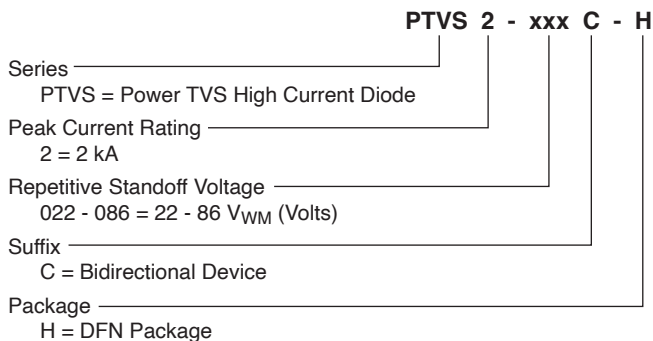 PTVS 2 - xxx C - H
Series
PTVS = Power TVS High Current Diode
Peak Current Rating
2 = 2 kA
Repetitive Standoff Voltage
022 - 086 = 22 - 86 VWM (Volts)
Suffix
C = Bidirectional Device
Package
H = DFN Package